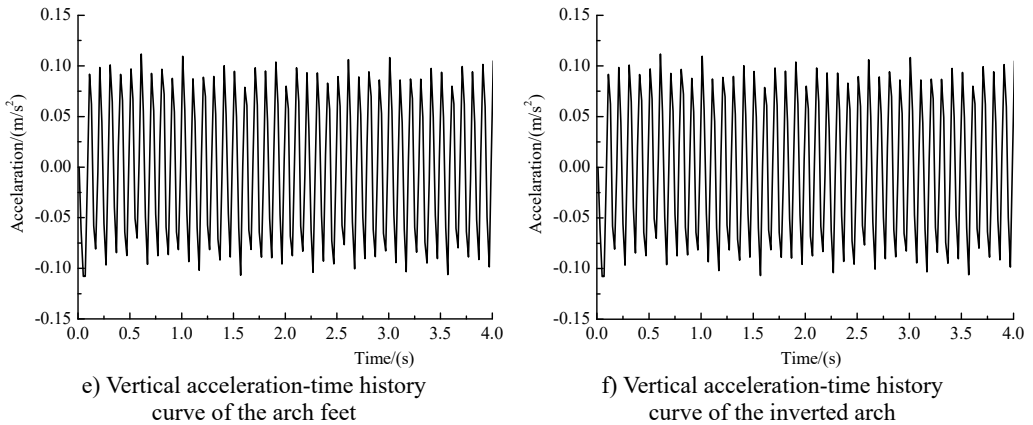 0.15
0.10
0.05
0.00
-0.05
-0.10
-0.15
Accelaration/(m/s²)
0.0 0.5 1.0 1.5 2.0 2.5 3.0 3.5 4.0
Time/(s)
e) Vertical acceleration-time history
curve of the arch feet
0.15
0.10
0.05
0.00
-0.05
-0.10
-0.15
Accelaration/(m/s²)
0.0 0.5 1.0 1.5 2.0 2.5 3.0 3.5 4.0
Time/(s)
f) Vertical acceleration-time history
curve of the inverted arch